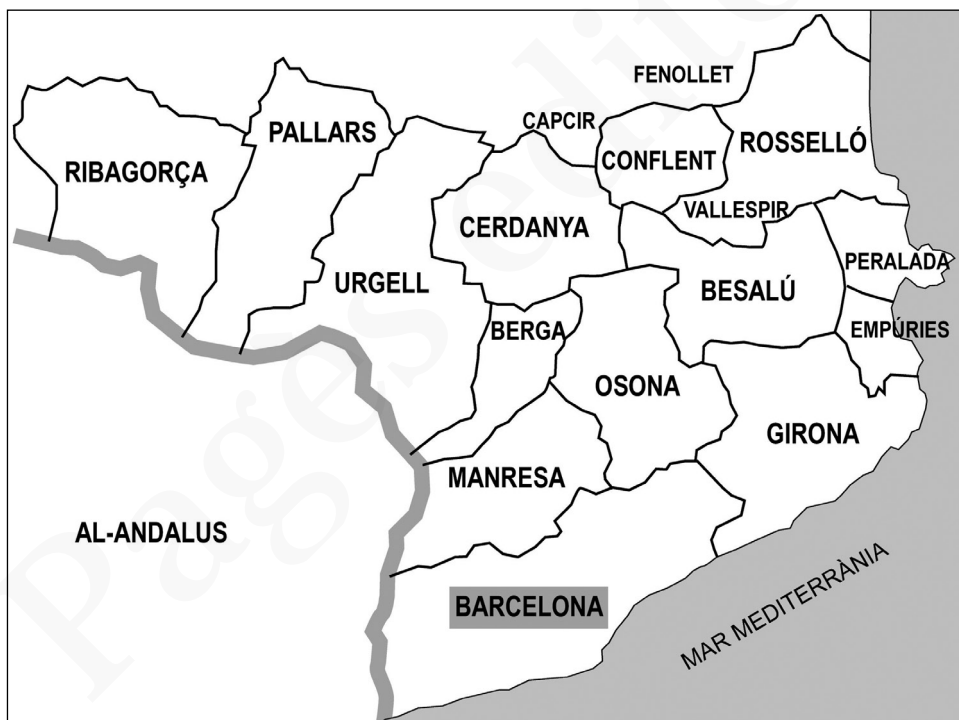 FENOLLET
CAPCIR
PALLARS
ROSSELLÓ
RIBAGORÇA
CONFLENT
VALLESPIR
CERDANYA
PERALADA
URGELL
BESALÚ
BERGA
EMPÚRIES
OSONA
GIRONA
MANRESA
AL-ANDALUS
BARCELONA
MAR MEDITERRÀNIA